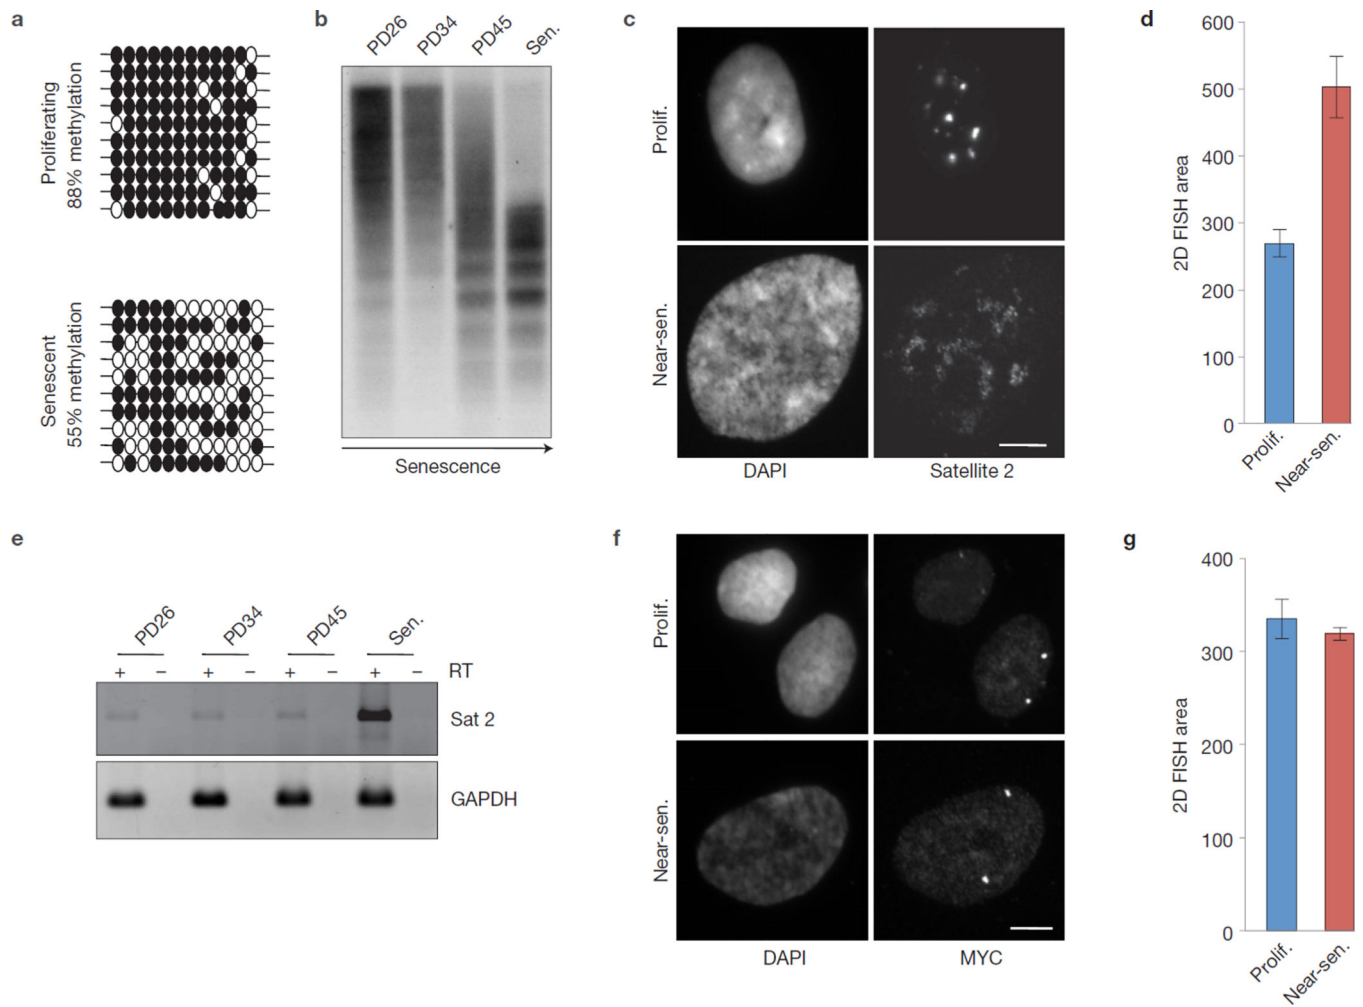 a
Proliferating
88% methylation
Senescent
55% methylation
b
PD26
PD34
PD45
Sen.
Senescence
c
Prolif.
Near-sen.
DAPI
Satellite 2
d
600
500
400
300
200
100
0
2D FISH area
Prolif.
Near-sen.
e
PD26
PD34
PD45
Sen.
+ − + − + − + − RT
Sat 2
GAPDH
f
Prolif.
Near-sen.
DAPI
MYC
g
400
300
200
100
0
2D FISH area
Prolif.
Near-sen.